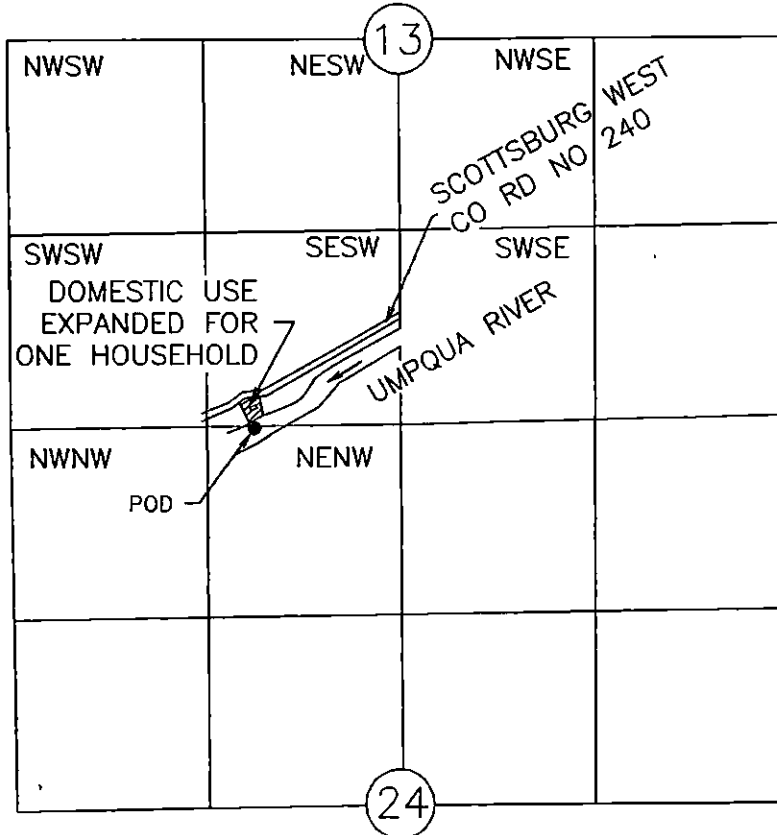 13
NWSW
NESW
NWSE
SCOTTSBURG WEST
CO RD NO 240
SWSW
SESW
SWSE
DOMESTIC USE
EXPANDED FOR
ONE HOUSEHOLD
UMPQUA RIVER
NWNW
NENW
POD
24